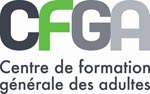 CFGA
Centre de formation
générale des adultes